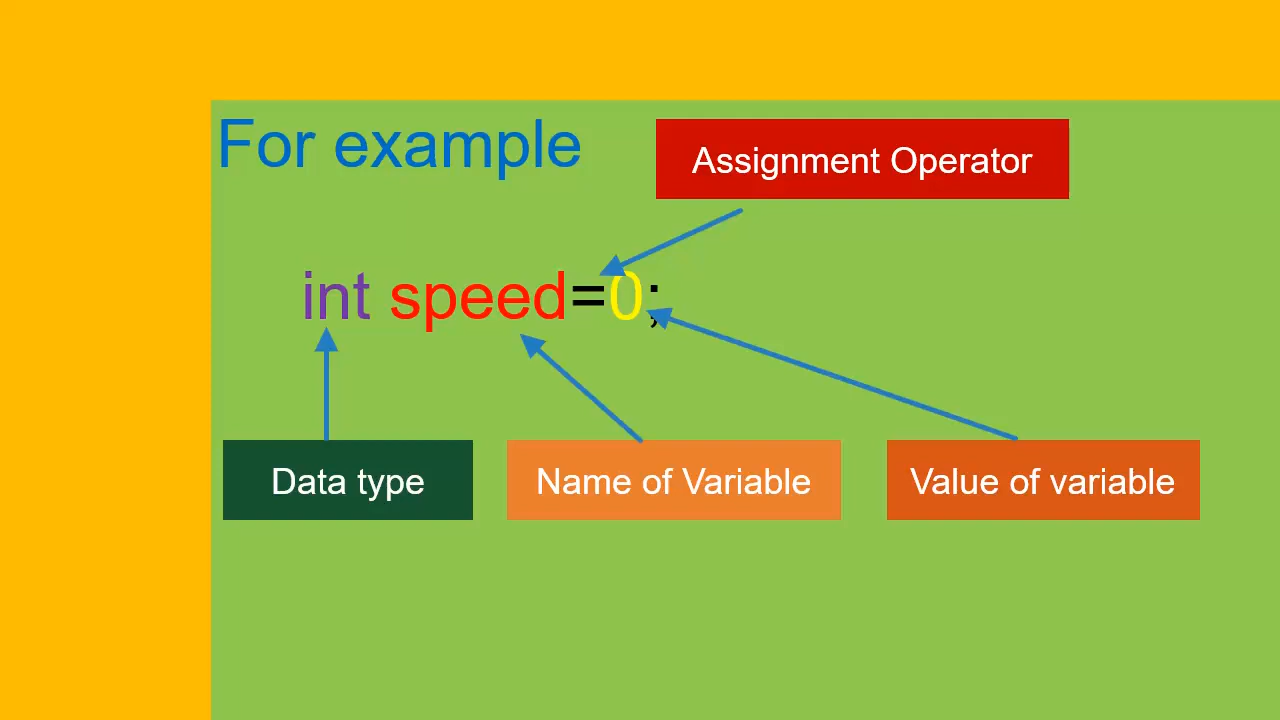 For example
Assignment Operator
int speed=0;
Data type
Name of Variable
Value of variable